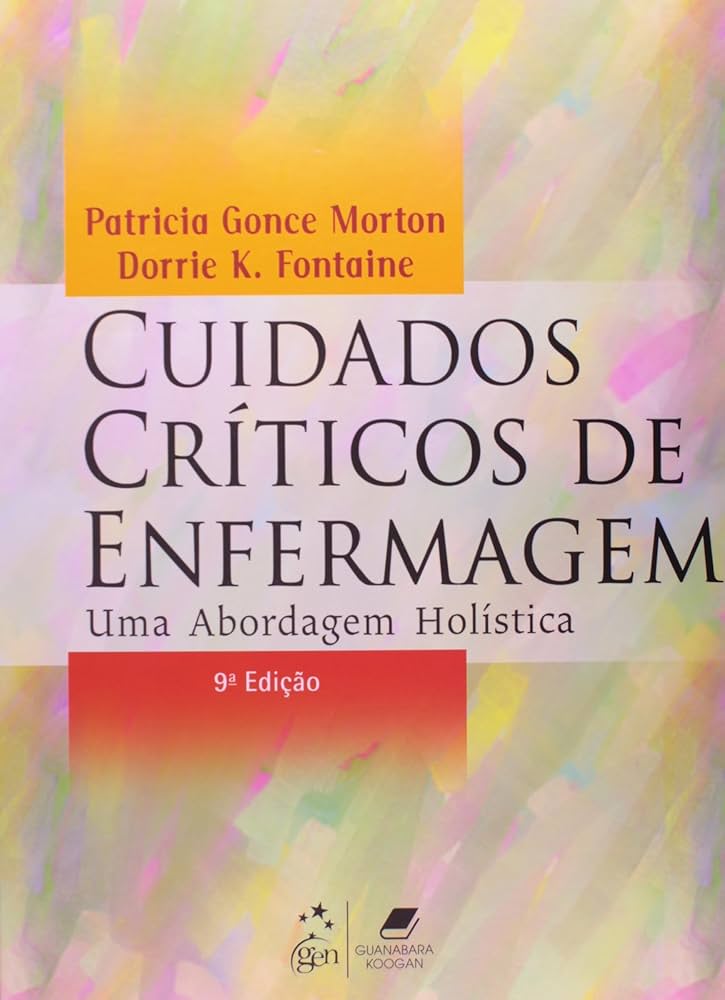 Patricia Gonce Morton
Dorrie K. Fontaine
CUIDADOS
CRÍTICOS DE
ENFERMAGEM
Uma Abordagem Holística
9ª Edição
gen
GUANABARA
KOOGAN